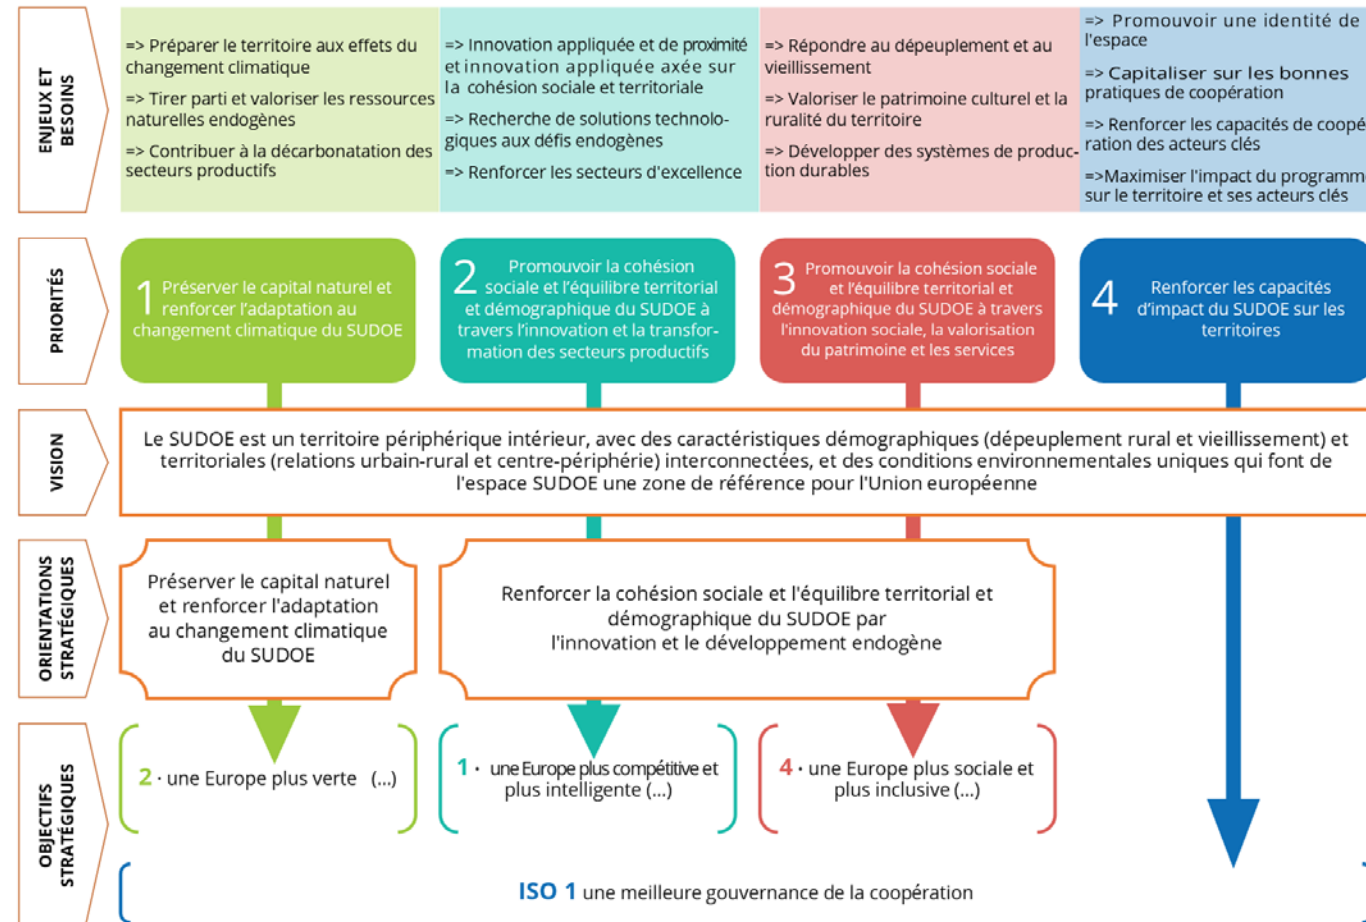 ENJEUX ET
BESOINS
=> Préparer le territoire aux effets du
changement climatique
=> Tirer parti et valoriser les ressources
naturelles endogènes
=> Contribuer à la décarbonatation des
secteurs productifs
=> Innovation appliquée et de proximité
et innovation appliquée axée sur
la cohésion sociale et territoriale
=> Recherche de solutions technolo-
giques aux défis endogènes
=> Renforcer les secteurs d'excellence
=> Répondre au dépeuplement et au
vieillissement
=> Valoriser le patrimoine culturel et la
ruralité du territoire
=> Développer des systèmes de produc-
tion durables
=> Promouvoir une identité de
l'espace
=> Capitaliser sur les bonnes
pratiques de coopération
=> Renforcer les capacités de coopé-
ration des acteurs clés
=>Maximiser l'impact du programme
sur le territoire et ses acteurs clés
PRIORITÉS
1 Préserver le capital naturel et
renforcer l'adaptation au
changement climatique du SUDOE
2 Promouvoir la cohésion
sociale et l'équilibre territorial
et démographique du SUDOE à
travers l'innovation et la transfor-
mation des secteurs productifs
3 Promouvoir la cohésion sociale
et l'équilibre territorial et
démographique du SUDOE à travers
l'innovation sociale, la valorisation
du patrimoine et les services
4 Renforcer les capacités
d'impact du SUDOE sur les
territoires
VISION
Le SUDOE est un territoire périphérique intérieur, avec des caractéristiques démographiques (dépeuplement rural et vieillissement) et
territoriales (relations urbain-rural et centre-périphérie) interconnectées, et des conditions environnementales uniques qui font de
l'espace SUDOE une zone de référence pour l'Union européenne
ORIENTATIONS
STRATÉGIQUES
Préserver le capital naturel
et renforcer l'adaptation
au changement climatique
du SUDOE
Renforcer la cohésion sociale et l'équilibre territorial et
démographique du SUDOE par
l'innovation et le développement endogène
OBJECTIFS
STRATÉGIQUES
2 · une Europe plus verte (...)
1 · une Europe plus compétitive et
plus intelligente (...)
4 · une Europe plus sociale et
plus inclusive (...)
ISO 1 une meilleure gouvernance de la coopération